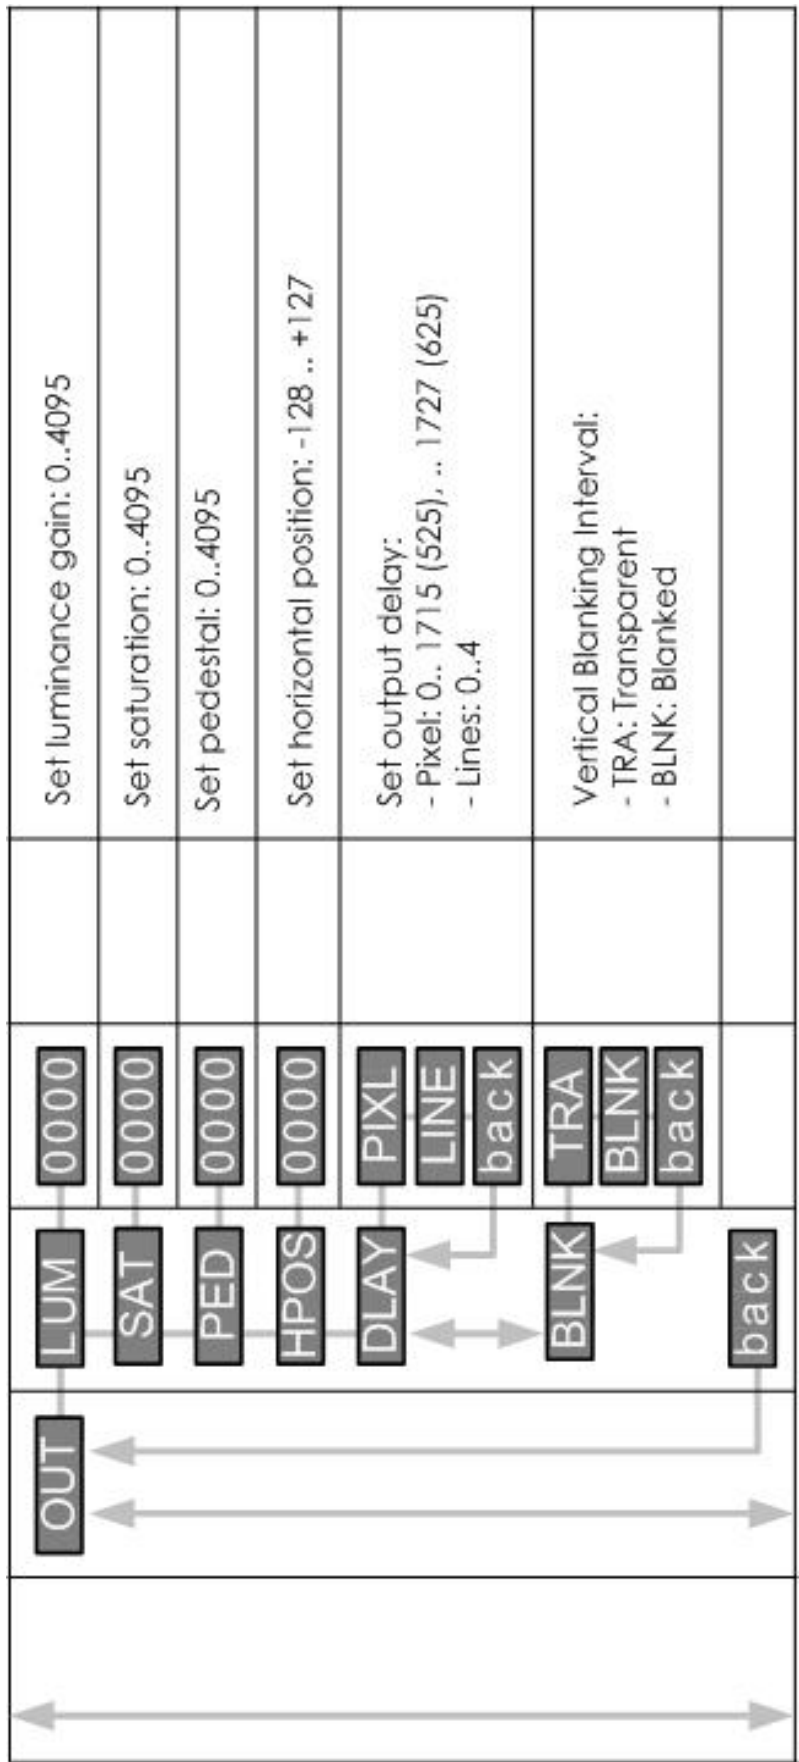 OUT
LUM
0000
Set luminance gain: 0..4095
SAT
0000
Set saturation: 0..4095
PED
0000
Set pedestal: 0..4095
HPOS
0000
Set horizontal position: -128 .. +127
DLAY
PIXL
LINE
back
Set output delay:
- Pixel: 0.. 1715 (525), .. 1727 (625)
- Lines: 0..4
BLNK
TRA
BLNK
back
Vertical Blanking Interval:
- TRA: Transparent
- BLNK: Blanked
back